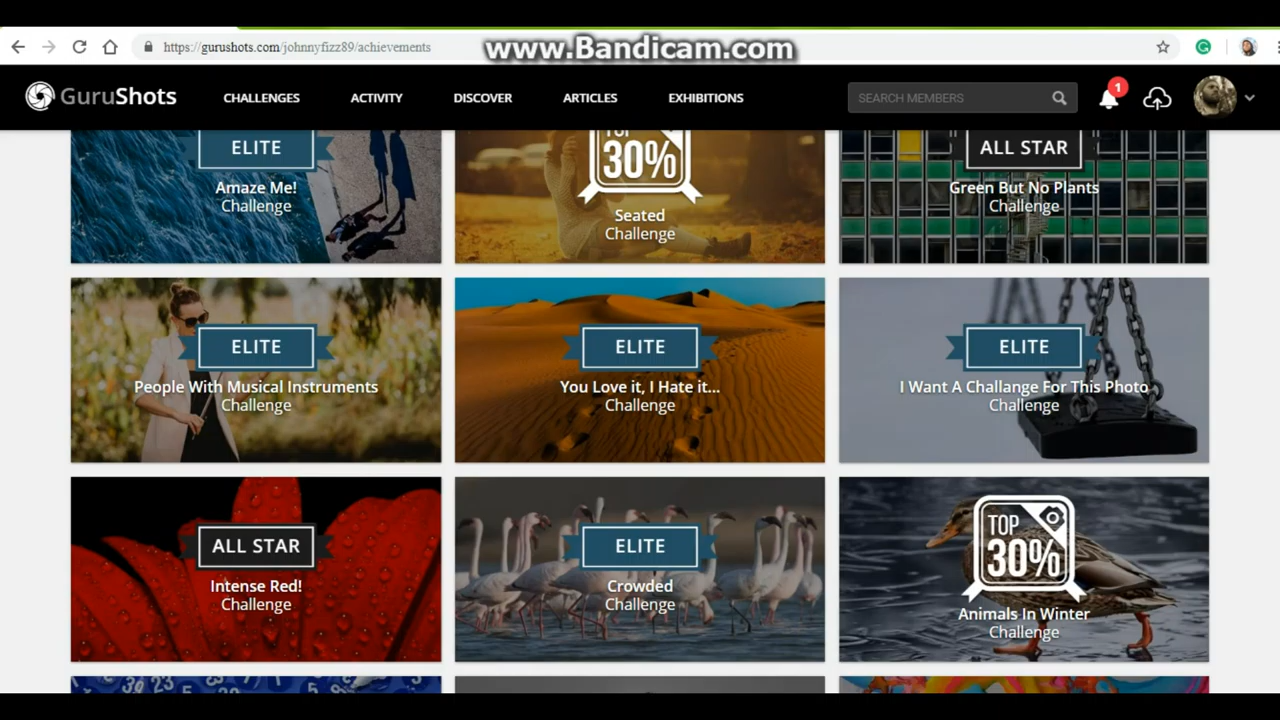 https://gurushots.com/johnnyfizz89/achievements
www.Bandicam.com
GuruShots
CHALLENGES
ACTIVITY
DISCOVER
ARTICLES
EXHIBITIONS
SEARCH MEMBERS
1
ELITE
Amaze Me!
Challenge
TOP
30%
Seated
Challenge
ALL STAR
Green But No Plants
Challenge
ELITE
People With Musical Instruments
Challenge
ELITE
You Love it, I Hate it...
Challenge
ELITE
I Want A Challange For This Photo
Challenge
ALL STAR
Intense Red!
Challenge
ELITE
Crowded
Challenge
TOP
30%
Animals In Winter
Challenge